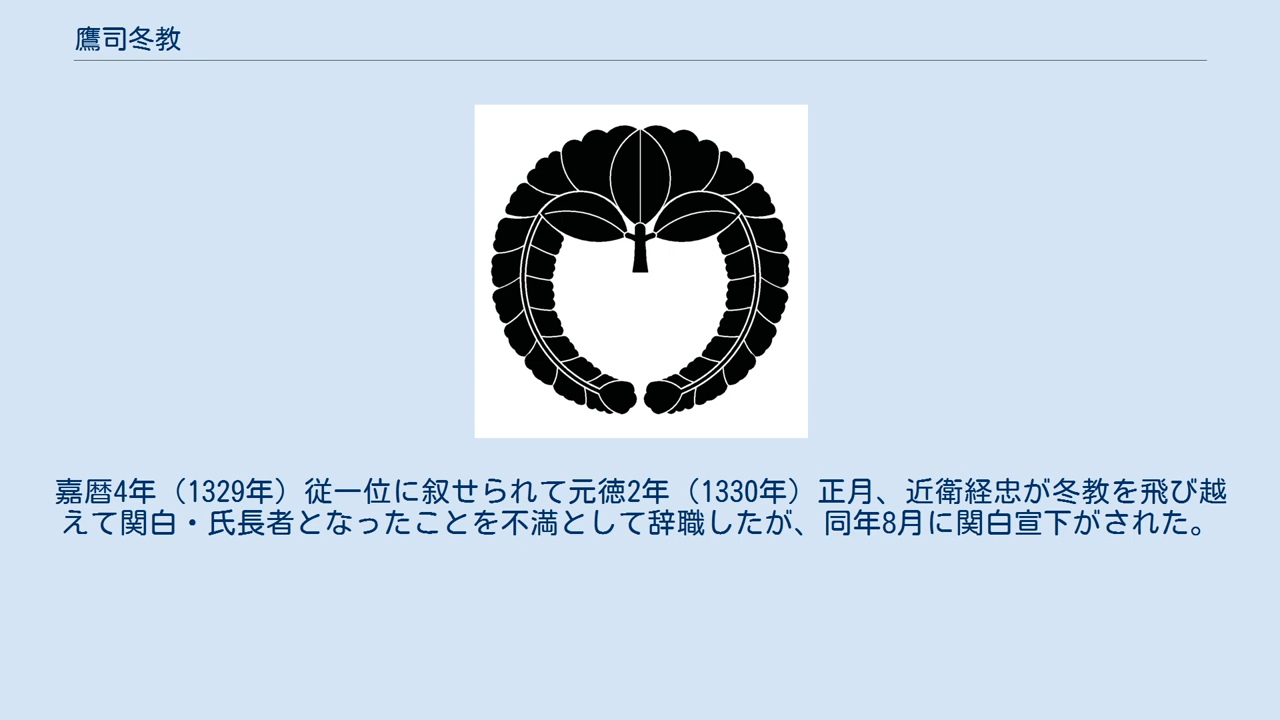 鷹司冬教
嘉暦4年（1329年）従一位に叙せられて元徳2年（1330年）正月、近衛経忠が冬教を飛び越
えて関白・氏長者となったことを不満として辞職したが、同年8月に関白宣下がされた。